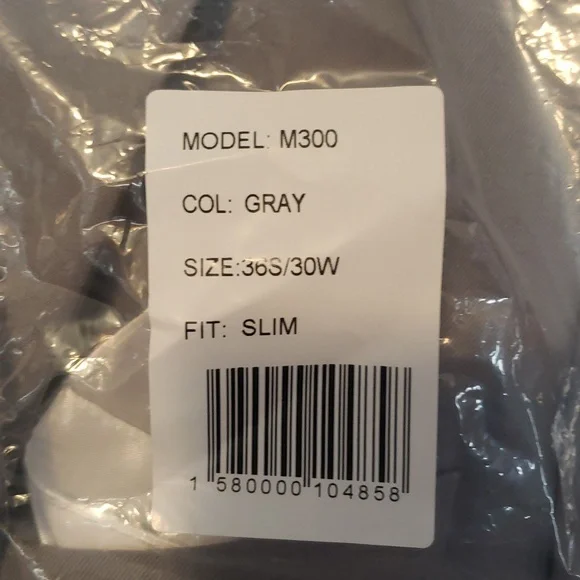 MODEL: M300
COL: GRAY
SIZE:36S/30W
FIT: SLIM
1 580000 104858